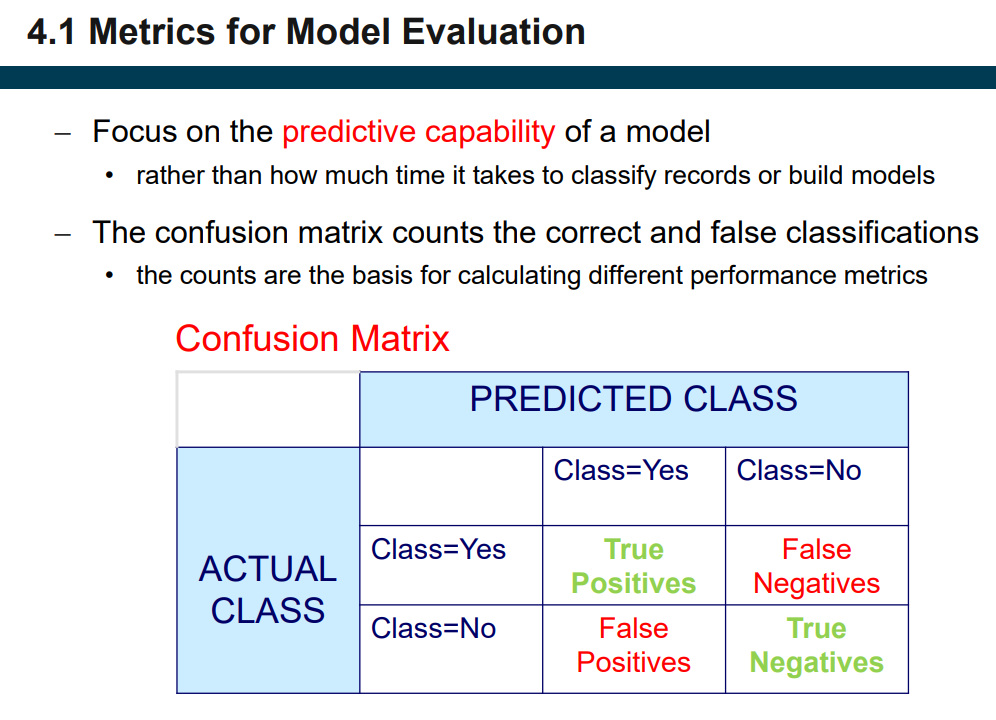 4.1 Metrics for Model Evaluation
– Focus on the predictive capability of a model
• rather than how much time it takes to classify records or build models
– The confusion matrix counts the correct and false classifications
• the counts are the basis for calculating different performance metrics
Confusion Matrix
PREDICTED CLASS
Class=Yes Class=No
ACTUAL
CLASS
Class=Yes
True
Positives
False
Negatives
Class=No
False
Positives
True
Negatives